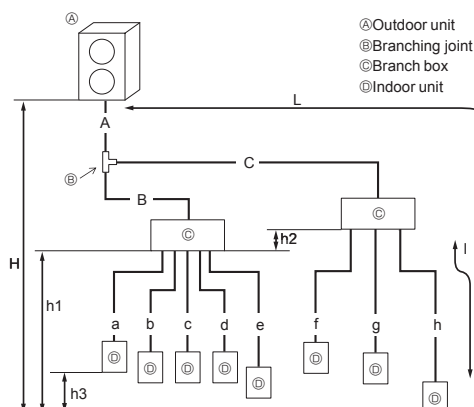 Ⓐ
ⒶOutdoor unit
ⒷBranching joint
ⒸBranch box
ⒹIndoor unit
L
A
Ⓑ
C
B
Ⓒ
Ⓒ
h2
H
h1
l
a b c d e f g h
Ⓓ Ⓓ Ⓓ Ⓓ Ⓓ Ⓓ Ⓓ Ⓓ
h3